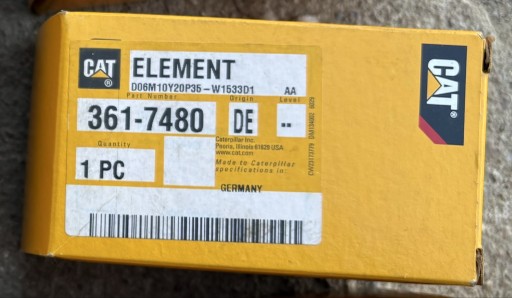 CAT
®
ELEMENT
D06M10Y20P35-W1533D1 AA
Part Number Origin Level
361-7480 DE --
Quantity
1 PC
Caterpillar Inc.
Peoria, Illinois 61629 USA
www.cat.com
Made to Caterpillar
specifications in:
GERMANY
CAT
®